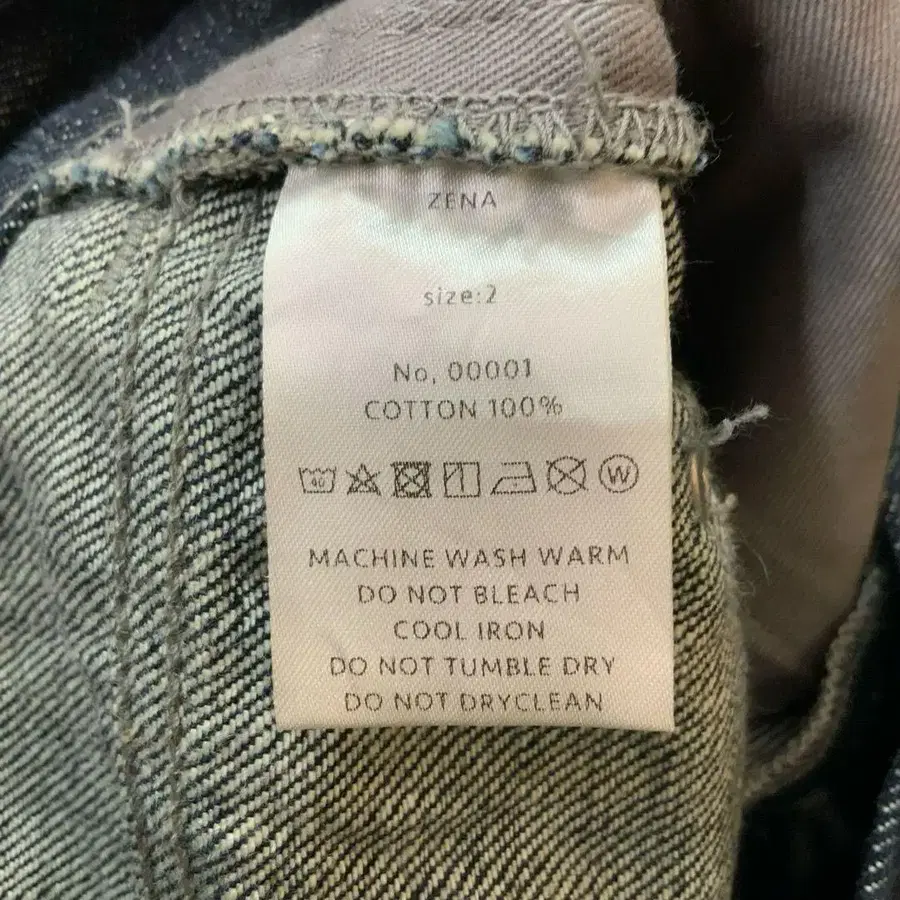 ZENA
size:2
No, 00001
COTTON 100%
40 W
MACHINE WASH WARM
DO NOT BLEACH
COOL IRON
DO NOT TUMBLE DRY
DO NOT DRYCLEAN